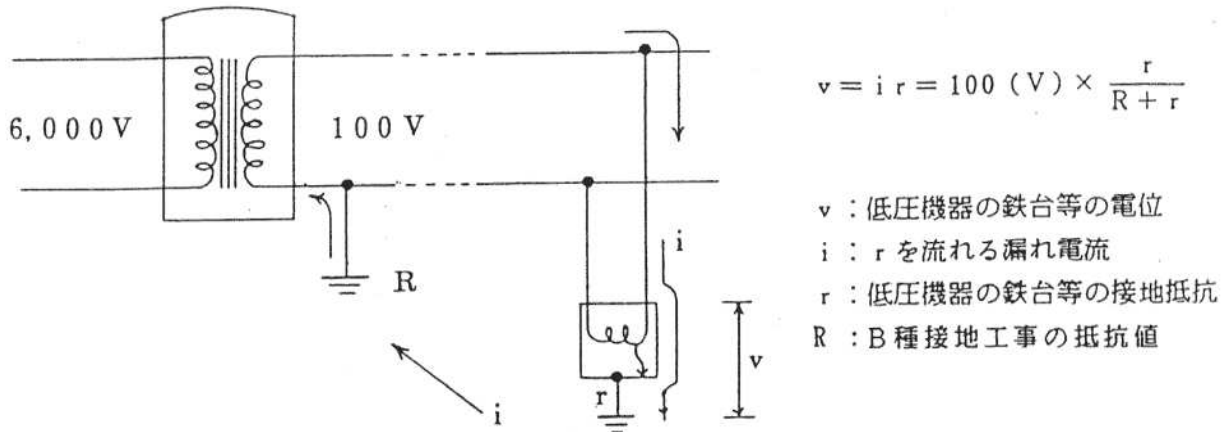 6,000V
100V
R
i
r
i
v
v = i r = 100 (V) × r / (R + r)
v：低圧機器の鉄台等の電位
i：rを流れる漏れ電流
r：低圧機器の鉄台等の接地抵抗
R：B種接地工事の抵抗値